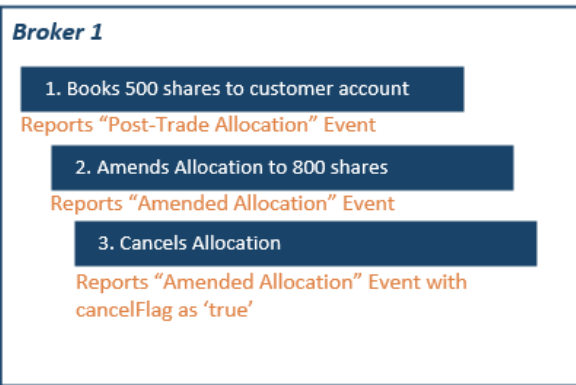 Broker 1
1. Books 500 shares to customer account
Reports “Post-Trade Allocation” Event
2. Amends Allocation to 800 shares
Reports “Amended Allocation” Event
3. Cancels Allocation
Reports “Amended Allocation” Event with
cancelFlag as ‘true’